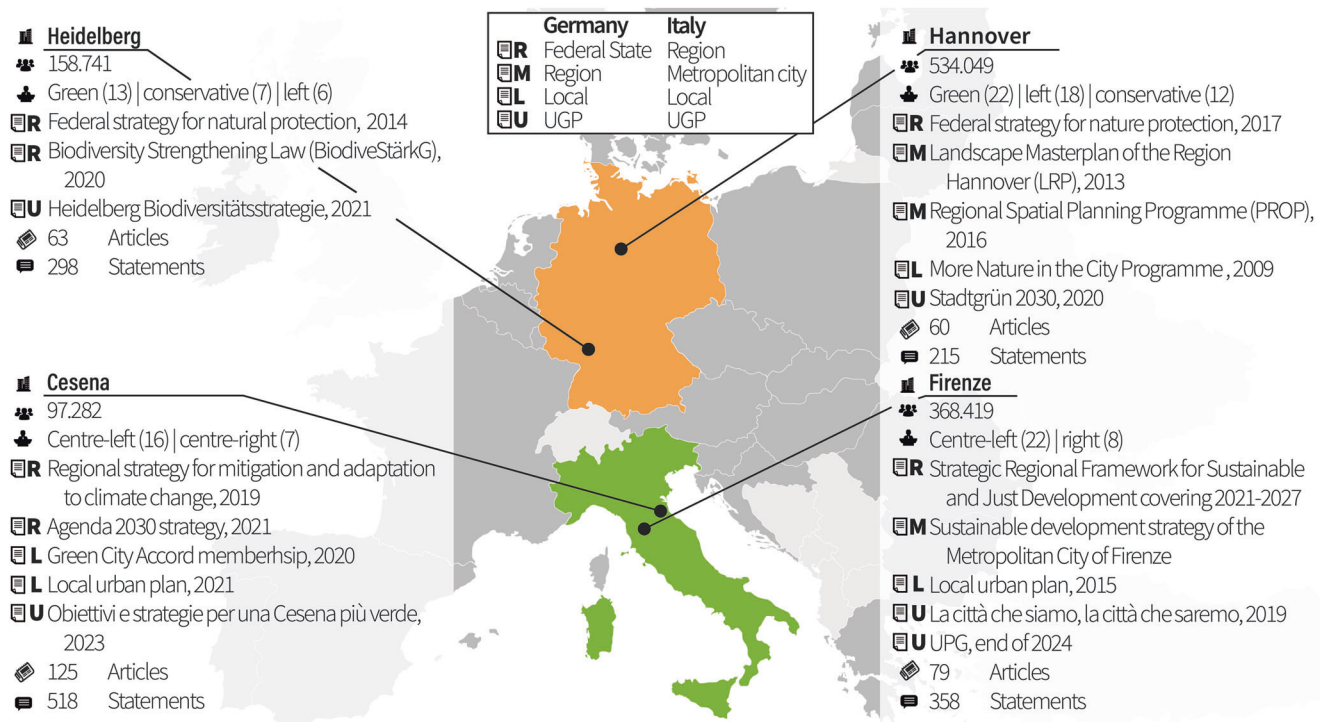 Heidelberg
158.741
Green (13) | conservative (7) | left (6)
R Federal strategy for natural protection, 2014
R Biodiversity Strengthening Law (BiodiveStärkG),
2020
U Heidelberg Biodiversitätsstrategie, 2021
63 Articles
298 Statements
Germany Italy
R Federal State Region
M Region Metropolitan city
L Local Local
U UGP UGP
Hannover
534.049
Green (22) | left (18) | conservative (12)
R Federal strategy for nature protection, 2017
M Landscape Masterplan of the Region
Hannover (LRP), 2013
M Regional Spatial Planning Programme (PROP),
2016
L More Nature in the City Programme , 2009
U Stadtgrün 2030, 2020
60 Articles
215 Statements
Cesena
97.282
Centre-left (16) | centre-right (7)
R Regional strategy for mitigation and adaptation
to climate change, 2019
R Agenda 2030 strategy, 2021
L Green City Accord memberhsip, 2020
L Local urban plan, 2021
U Obiettivi e strategie per una Cesena più verde,
2023
125 Articles
518 Statements
Firenze
368.419
Centre-left (22) | right (8)
R Strategic Regional Framework for Sustainable
and Just Development covering 2021-2027
M Sustainable development strategy of the
Metropolitan City of Firenze
L Local urban plan, 2015
U La città che siamo, la città che saremo, 2019
U UPG, end of 2024
79 Articles
358 Statements